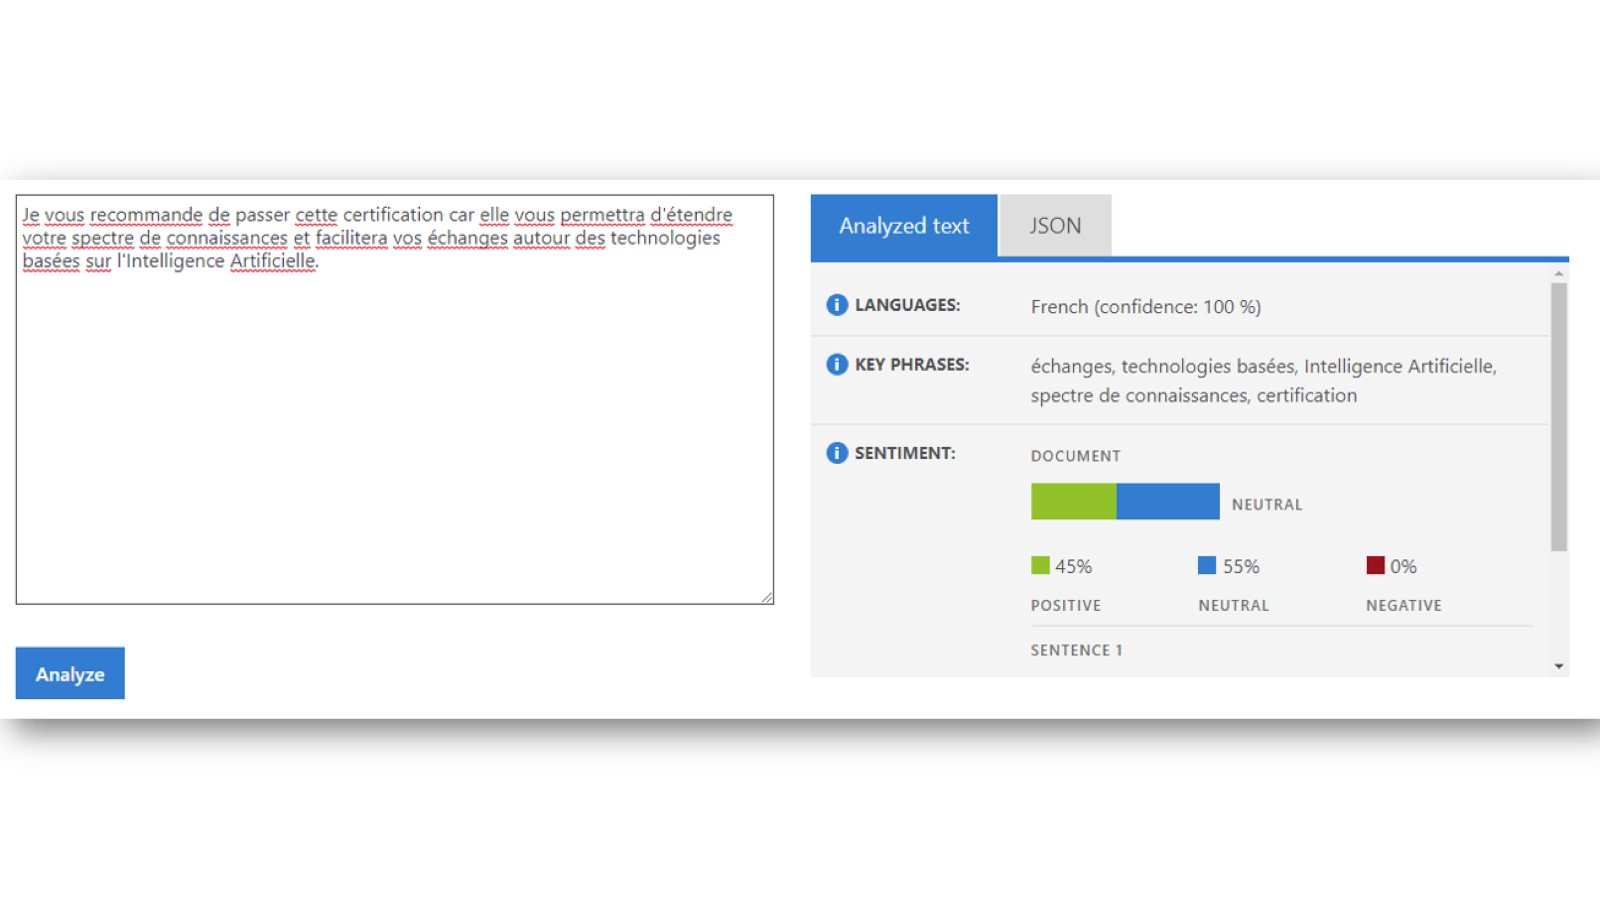 Je vous recommande de passer cette certification car elle vous permettra d'étendre
votre spectre de connaissances et facilitera vos échanges autour des technologies
basées sur l'Intelligence Artificielle.
Analyze
Analyzed text
JSON
LANGUAGES:
French (confidence: 100 %)
KEY PHRASES:
échanges, technologies basées, Intelligence Artificielle,
spectre de connaissances, certification
SENTIMENT:
DOCUMENT
NEUTRAL
45%
55%
0%
POSITIVE
NEUTRAL
NEGATIVE
SENTENCE 1